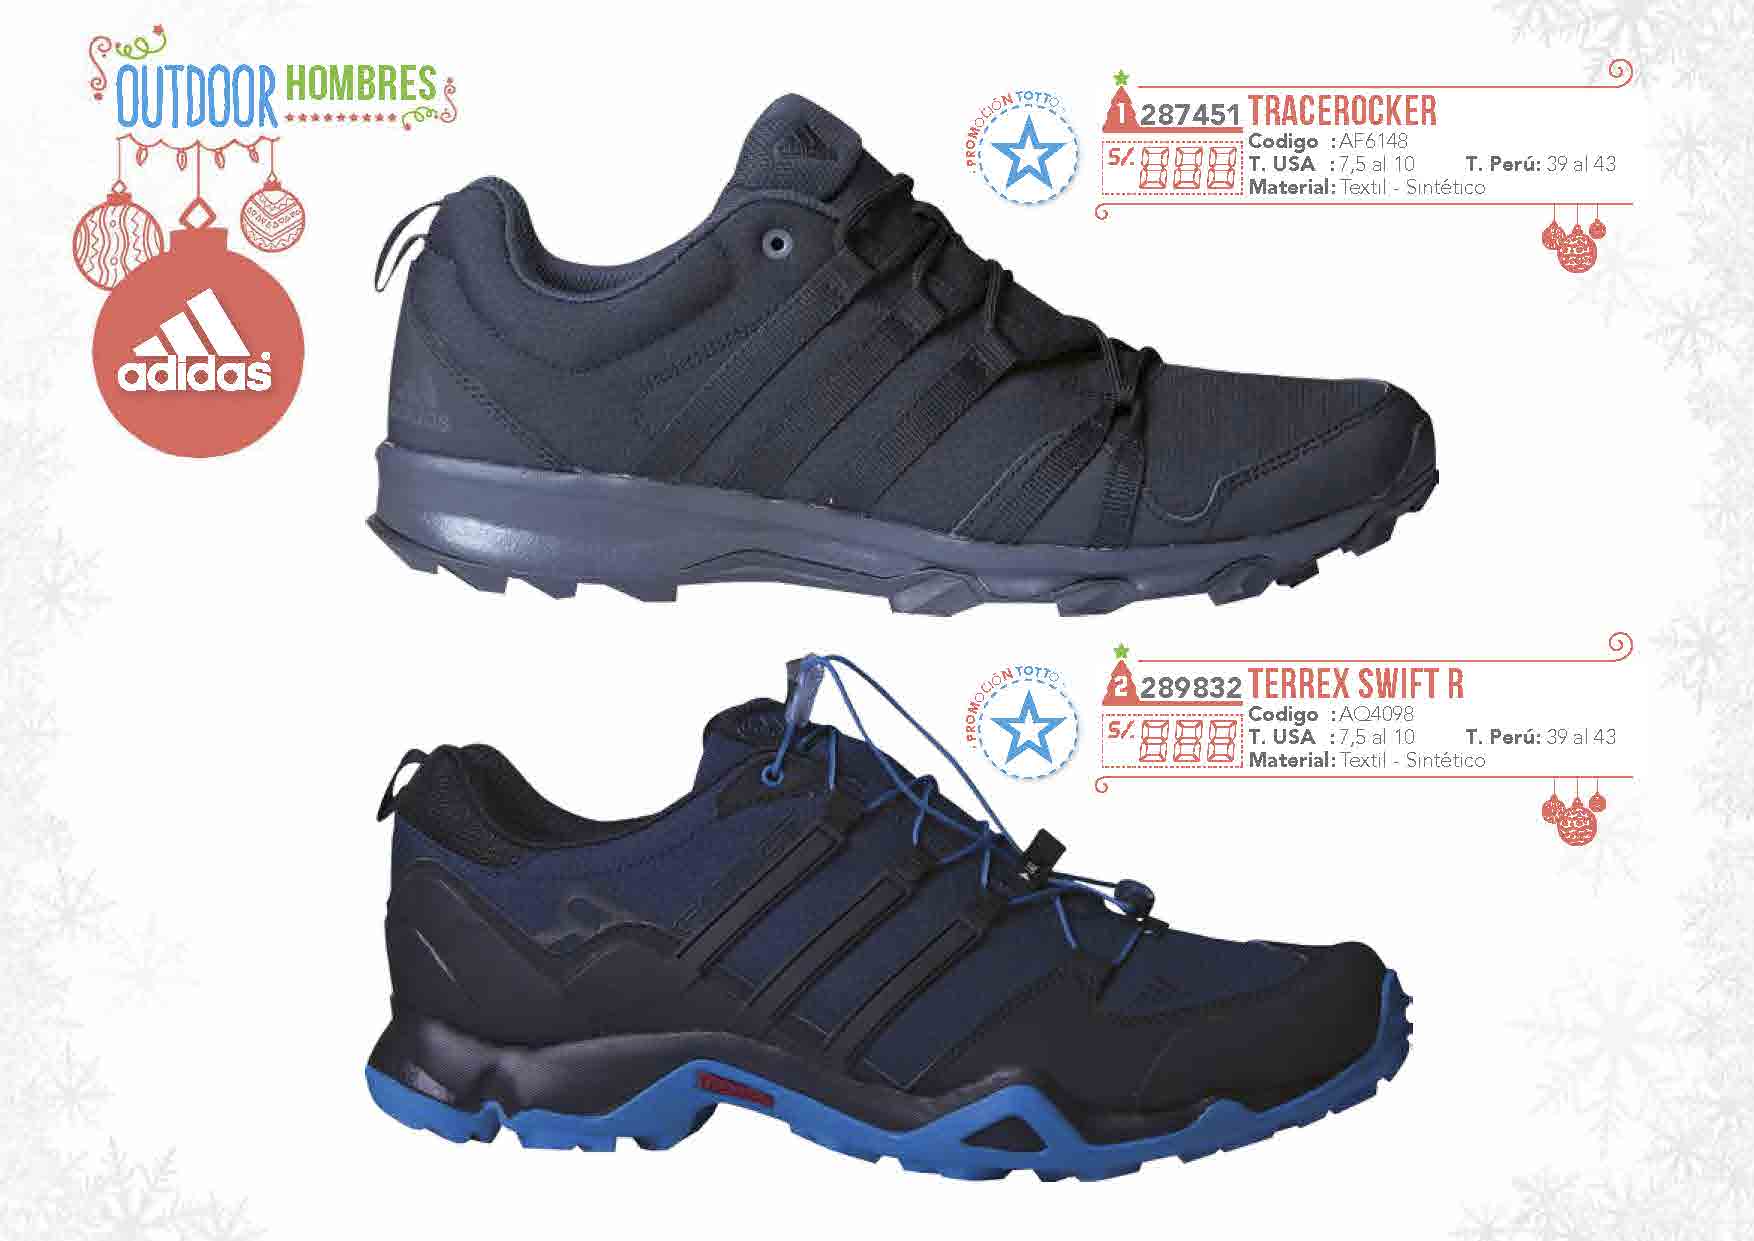 OUTDOOR HOMBRES
adidas
PROMOCIÓN TOTTO
1 287451 TRACEROCKER
Codigo : AF6148
S/.
T. USA : 7,5 al 10 T. Perú: 39 al 43
Material: Textil - Sintético
PROMOCIÓN TOTTO
2 289832 TERREX SWIFT R
Codigo : AQ4098
S/.
T. USA : 7,5 al 10 T. Perú: 39 al 43
Material: Textil - Sintético